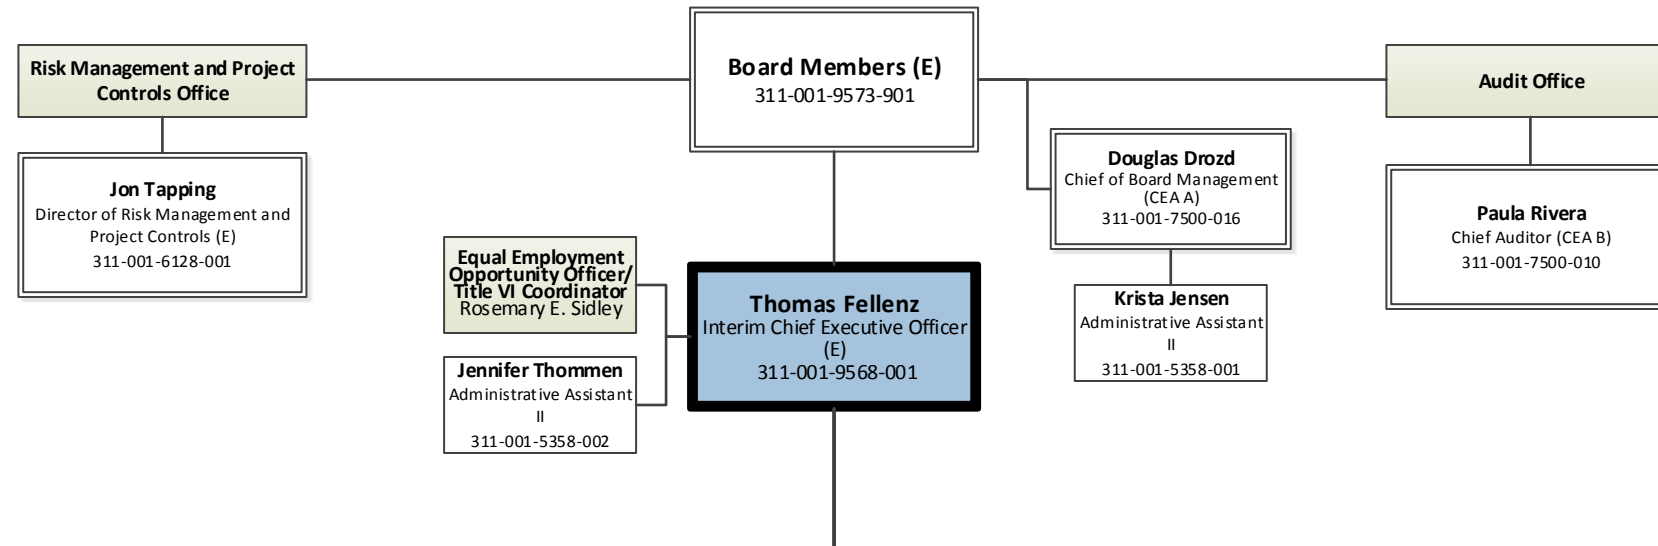 Risk Management and Project
Controls Office
Board Members (E)
311-001-9573-901
Audit Office
Jon Tapping
Director of Risk Management and
Project Controls (E)
311-001-6128-001
Douglas Drozd
Chief of Board Management
(CEA A)
311-001-7500-016
Paula Rivera
Chief Auditor (CEA B)
311-001-7500-010
Equal Employment
Opportunity Officer/
Title VI Coordinator
Rosemary E. Sidley
Thomas Fellenz
Interim Chief Executive Officer
(E)
311-001-9568-001
Krista Jensen
Administrative Assistant
II
311-001-5358-001
Jennifer Thommen
Administrative Assistant
II
311-001-5358-002